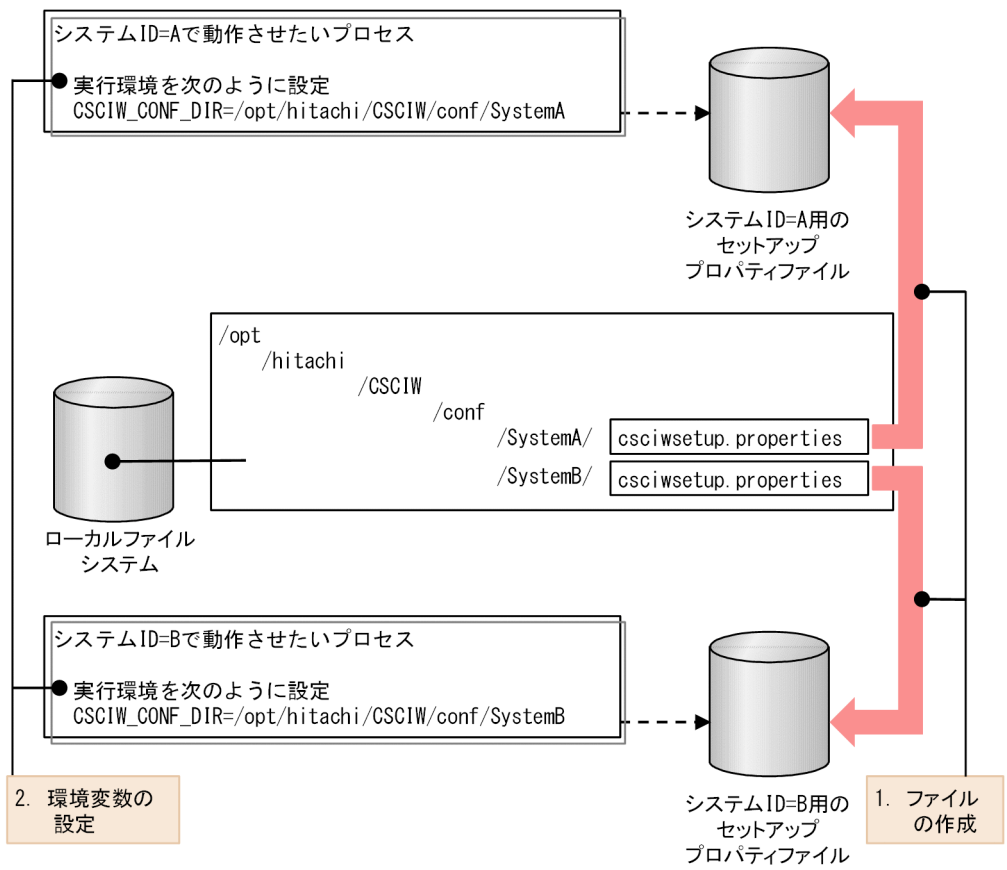 システムID=Aで動作させたいプロセス
実行環境を次のように設定
CSCIW_CONF_DIR=/opt/hitachi/CSCIW/conf/SystemA
システムID=A用の
セットアップ
プロパティファイル
/opt
/hitachi
/CSCIW
/conf
/SystemA/ csciwsetup.properties
/SystemB/ csciwsetup.properties
ローカルファイル
システム
システムID=Bで動作させたいプロセス
実行環境を次のように設定
CSCIW_CONF_DIR=/opt/hitachi/CSCIW/conf/SystemB
2. 環境変数の
設定
システムID=B用の
セットアップ
プロパティファイル
1. ファイル
の作成